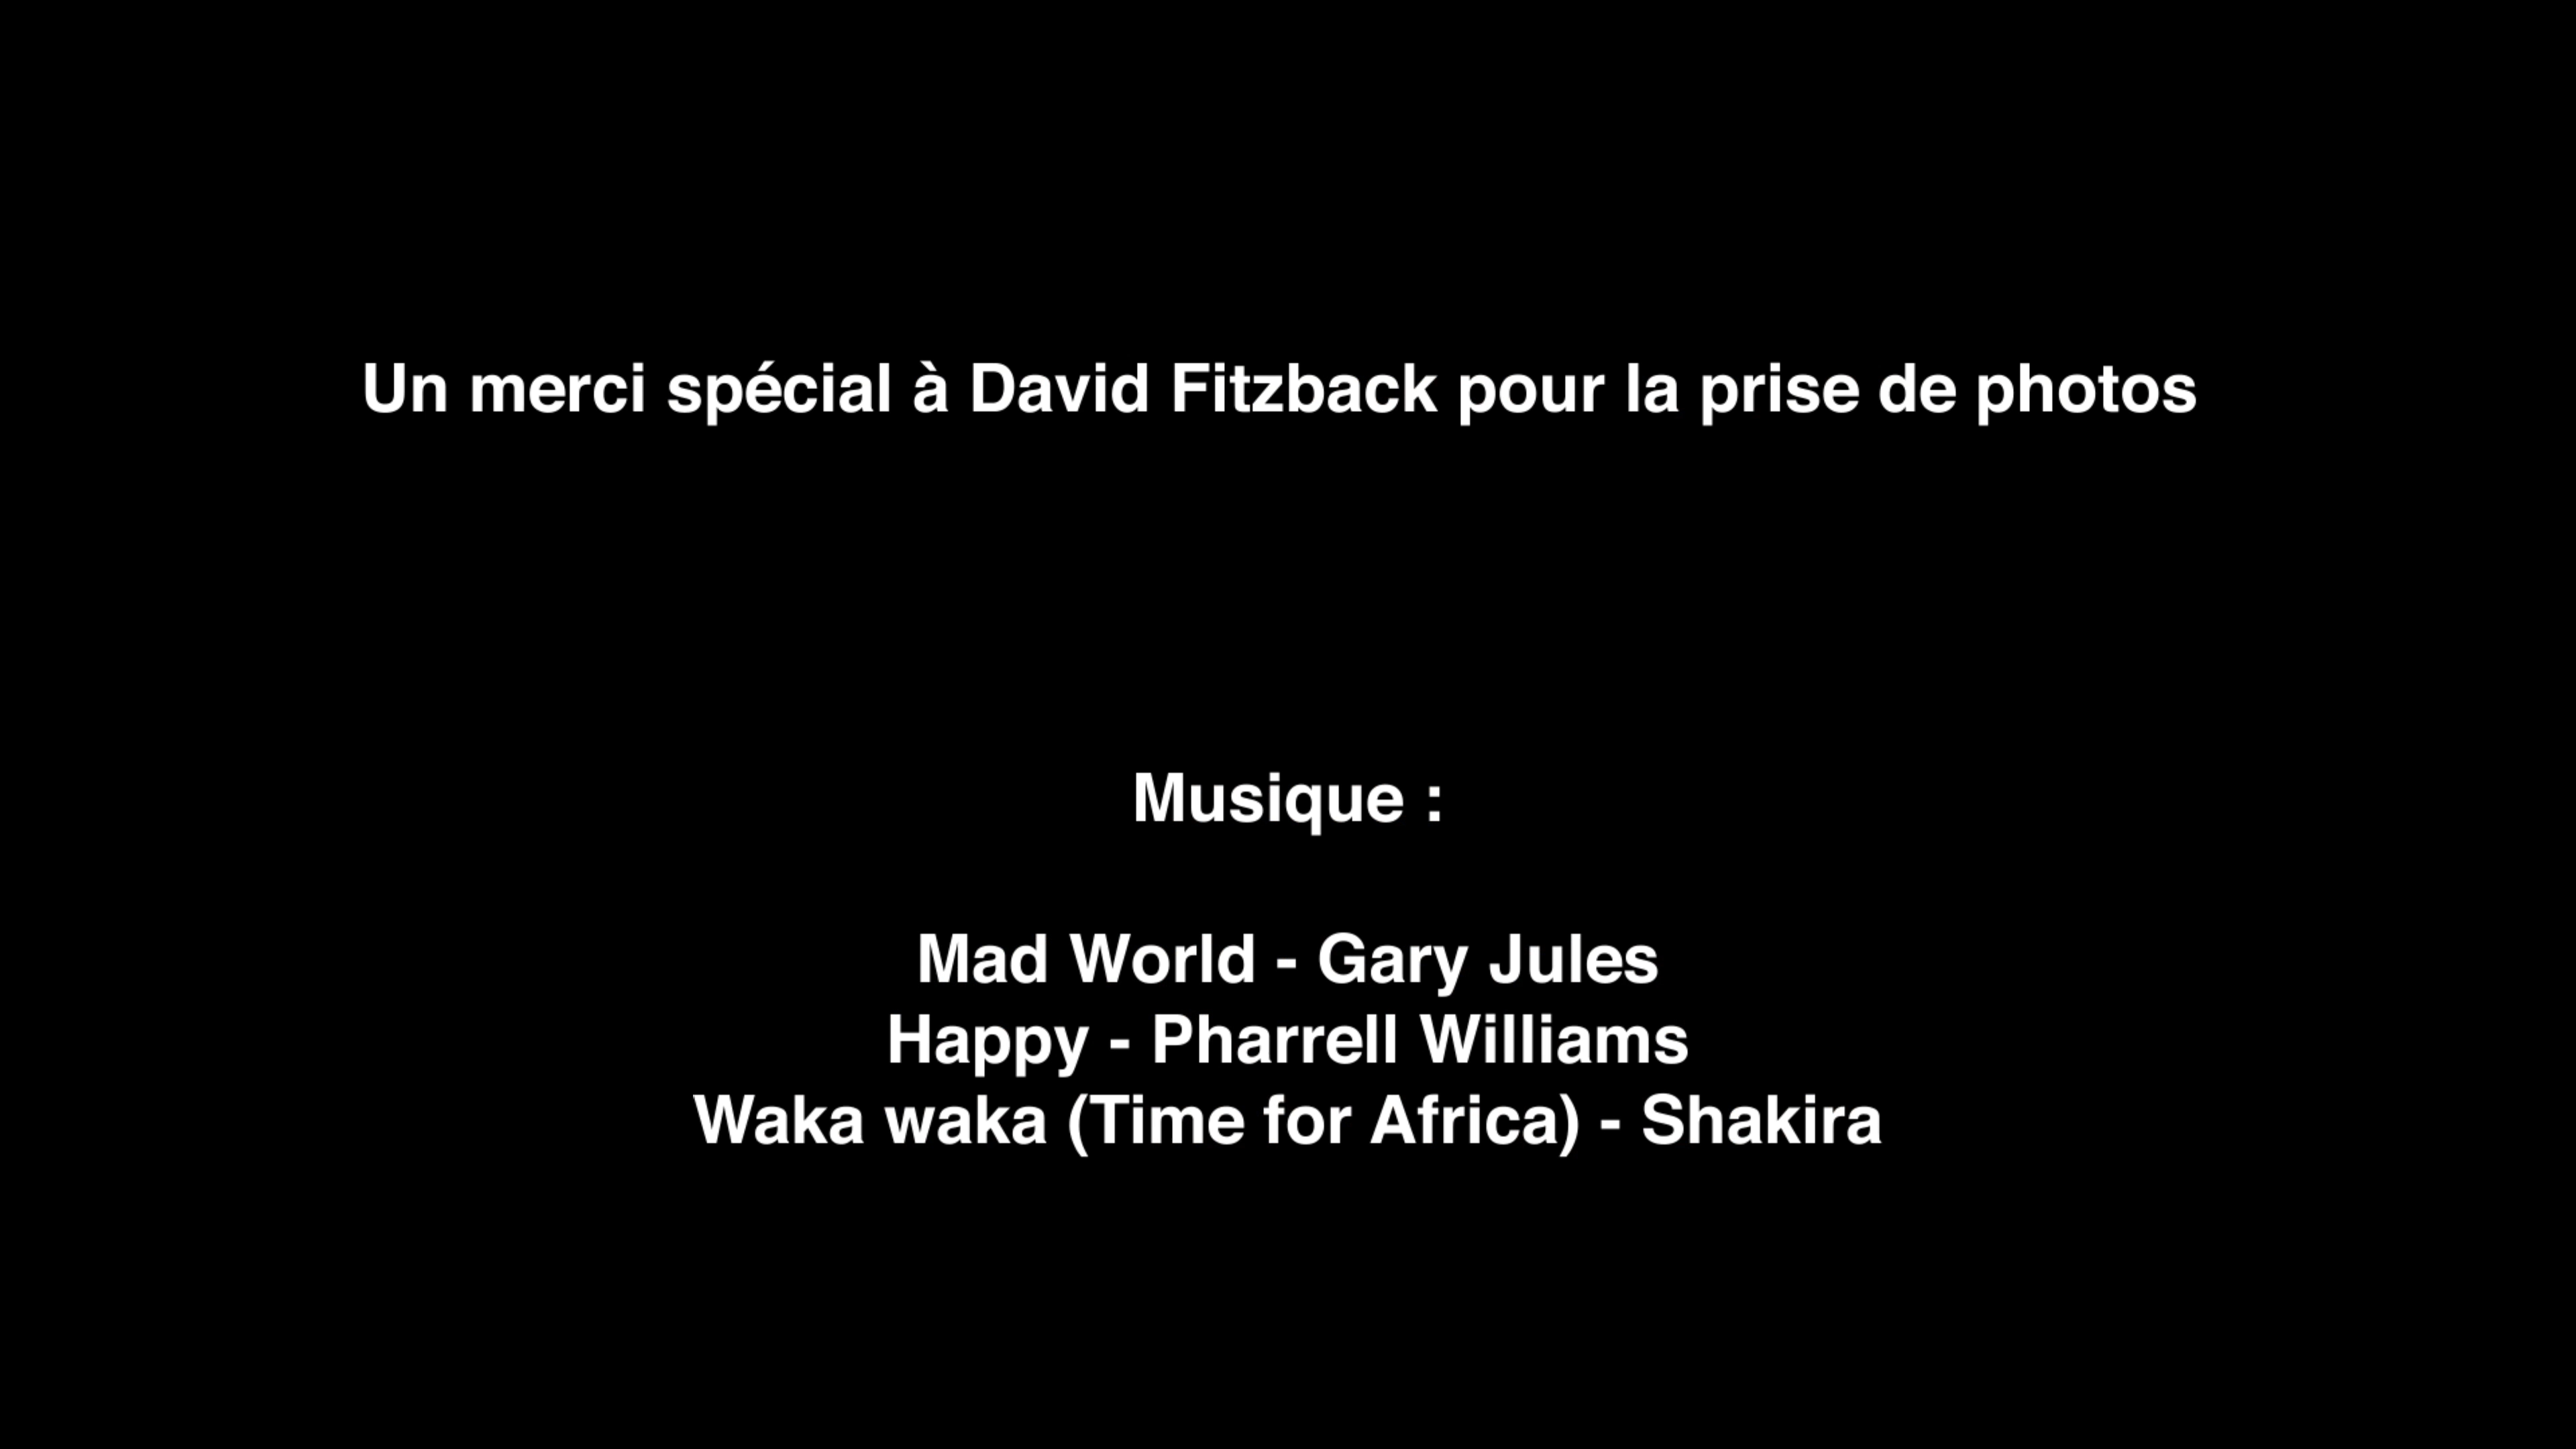 Un merci spécial à David Fitzback pour la prise de photos
Musique :
Mad World - Gary Jules
Happy - Pharrell Williams
Waka waka (Time for Africa) - Shakira